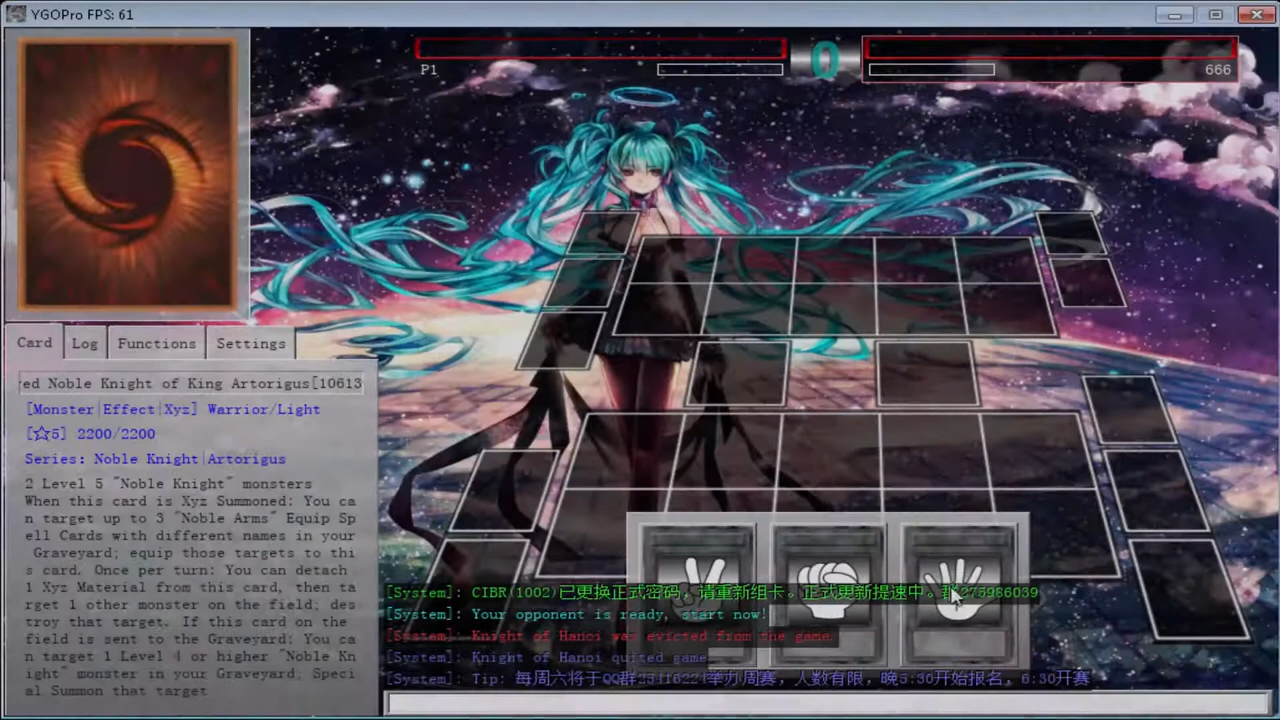 YGOPro FPS: 61
P1
0
666
Card
Log
Functions
Settings
ed Noble Knight of King Artorigus[10613
[Monster|Effect|Xyz] Warrior/Light
[☆5] 2200/2200
Series: Noble Knight|Artorigus
2 Level 5 "Noble Knight" monsters
When this card is Xyz Summoned: You ca
n target up to 3 "Noble Arms" Equip Sp
ell Cards with different names in your
Graveyard; equip those targets to thi
s card. Once per turn: You can detach
1 Xyz Material from this card, then ta
rget 1 other monster on the field; des
troy that target. If this card on the
field is sent to the Graveyard: You ca
n target 1 Level 4 or higher "Noble Kn
ight" monster in your Graveyard; Speci
al Summon that target
[System]: CIBR(1002)已更换正式密码，请重新组卡。正式更新提速中。群275986039
[System]: Your opponent is ready, start now!
[System]: Knight of Hanoi was evicted from the game.
[System]: Knight of Hanoi quited game
[System]: Tip: 每周六将于QQ群举办周赛，人数有限，晚5:30开始报名，6:30开赛